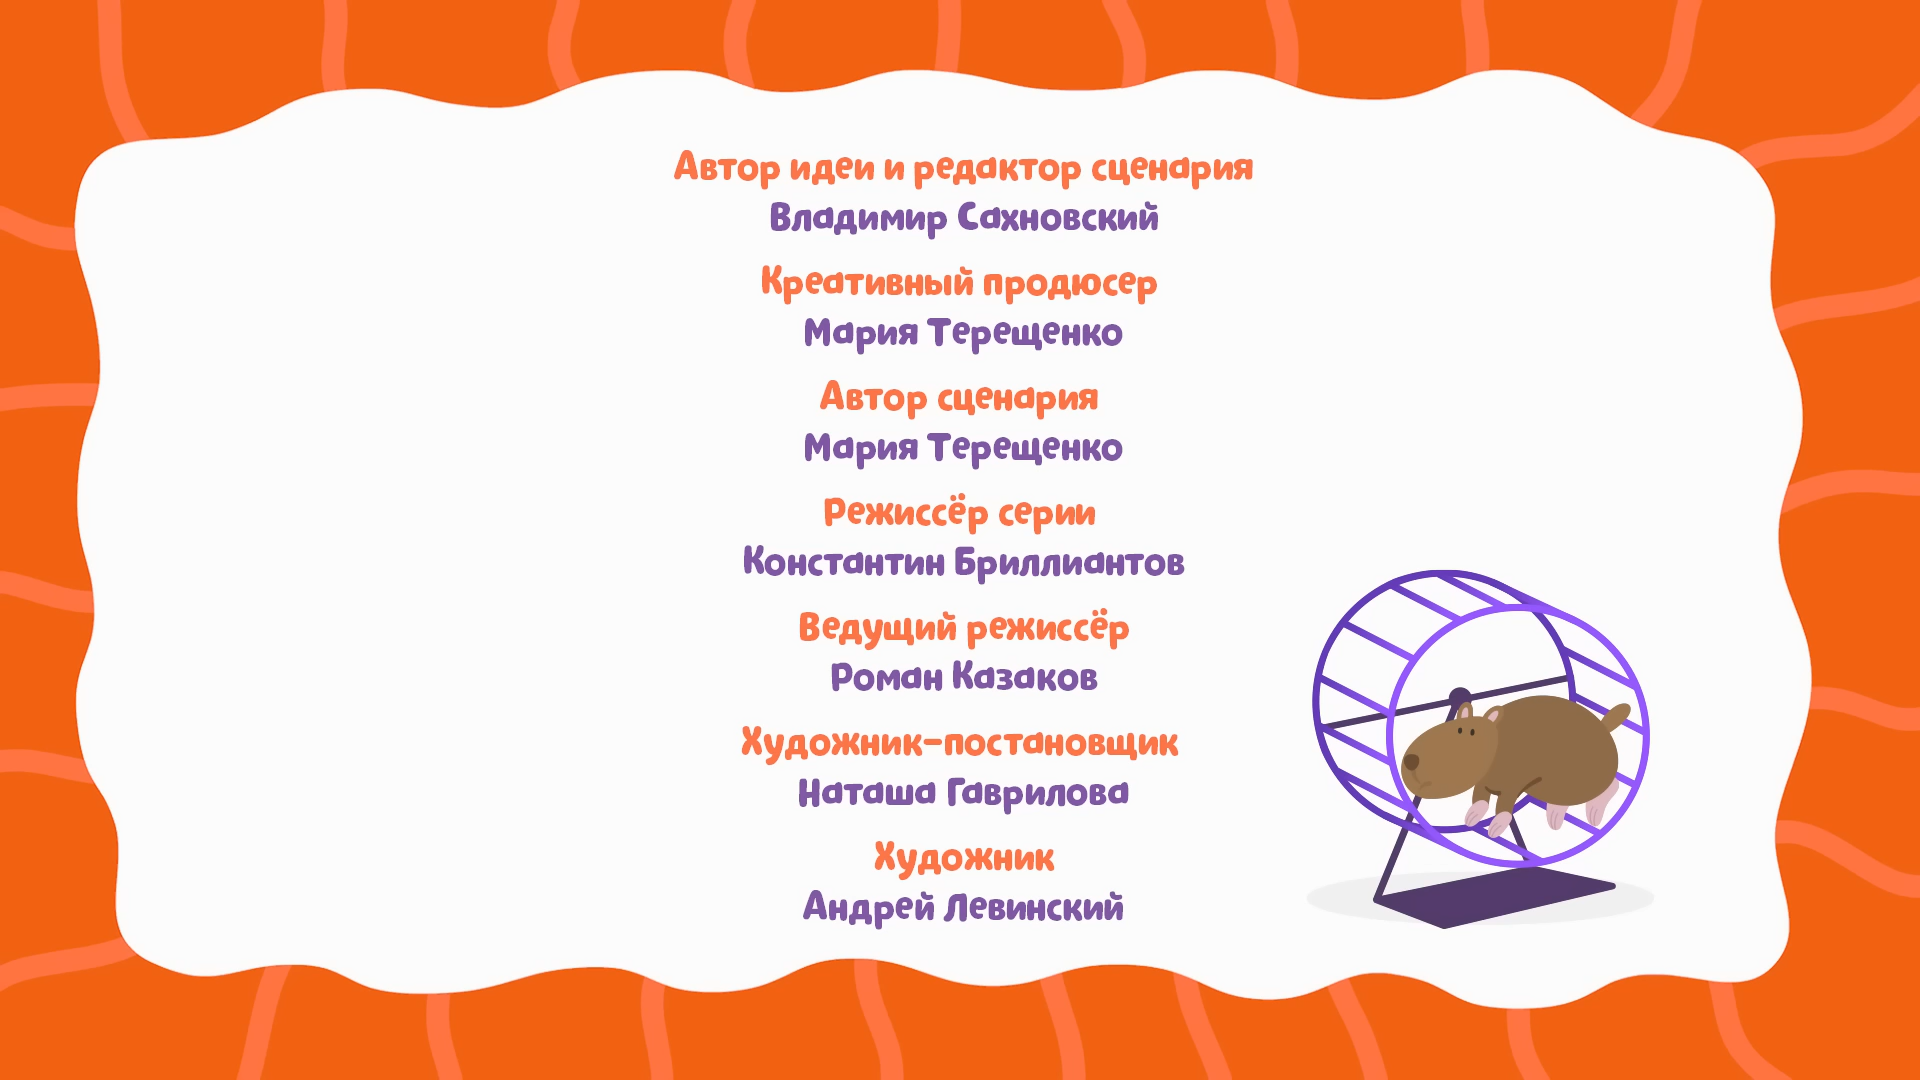 Автор идеи и редактор сценария
Владимир Сахновский
Креативный продюсер
Мария Терещенко
Автор сценария
Мария Терещенко
Режиссёр серии
Константин Бриллиантов
Ведущий режиссёр
Роман Казаков
Художник-постановщик
Наташа Гаврилова
Художник
Андрей Левинский